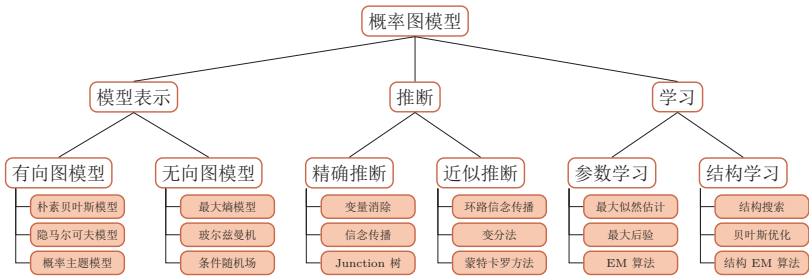 概率图模型
模型表示
推断
学习
有向图模型
无向图模型
精确推断
近似推断
参数学习
结构学习
朴素贝叶斯模型
最大熵模型
变量消除
环路信念传播
最大似然估计
结构搜索
隐马尔可夫模型
玻尔兹曼机
信念传播
变分法
最大后验
贝叶斯优化
概率主题模型
条件随机场
Junction 树
蒙特卡罗方法
EM 算法
结构 EM 算法